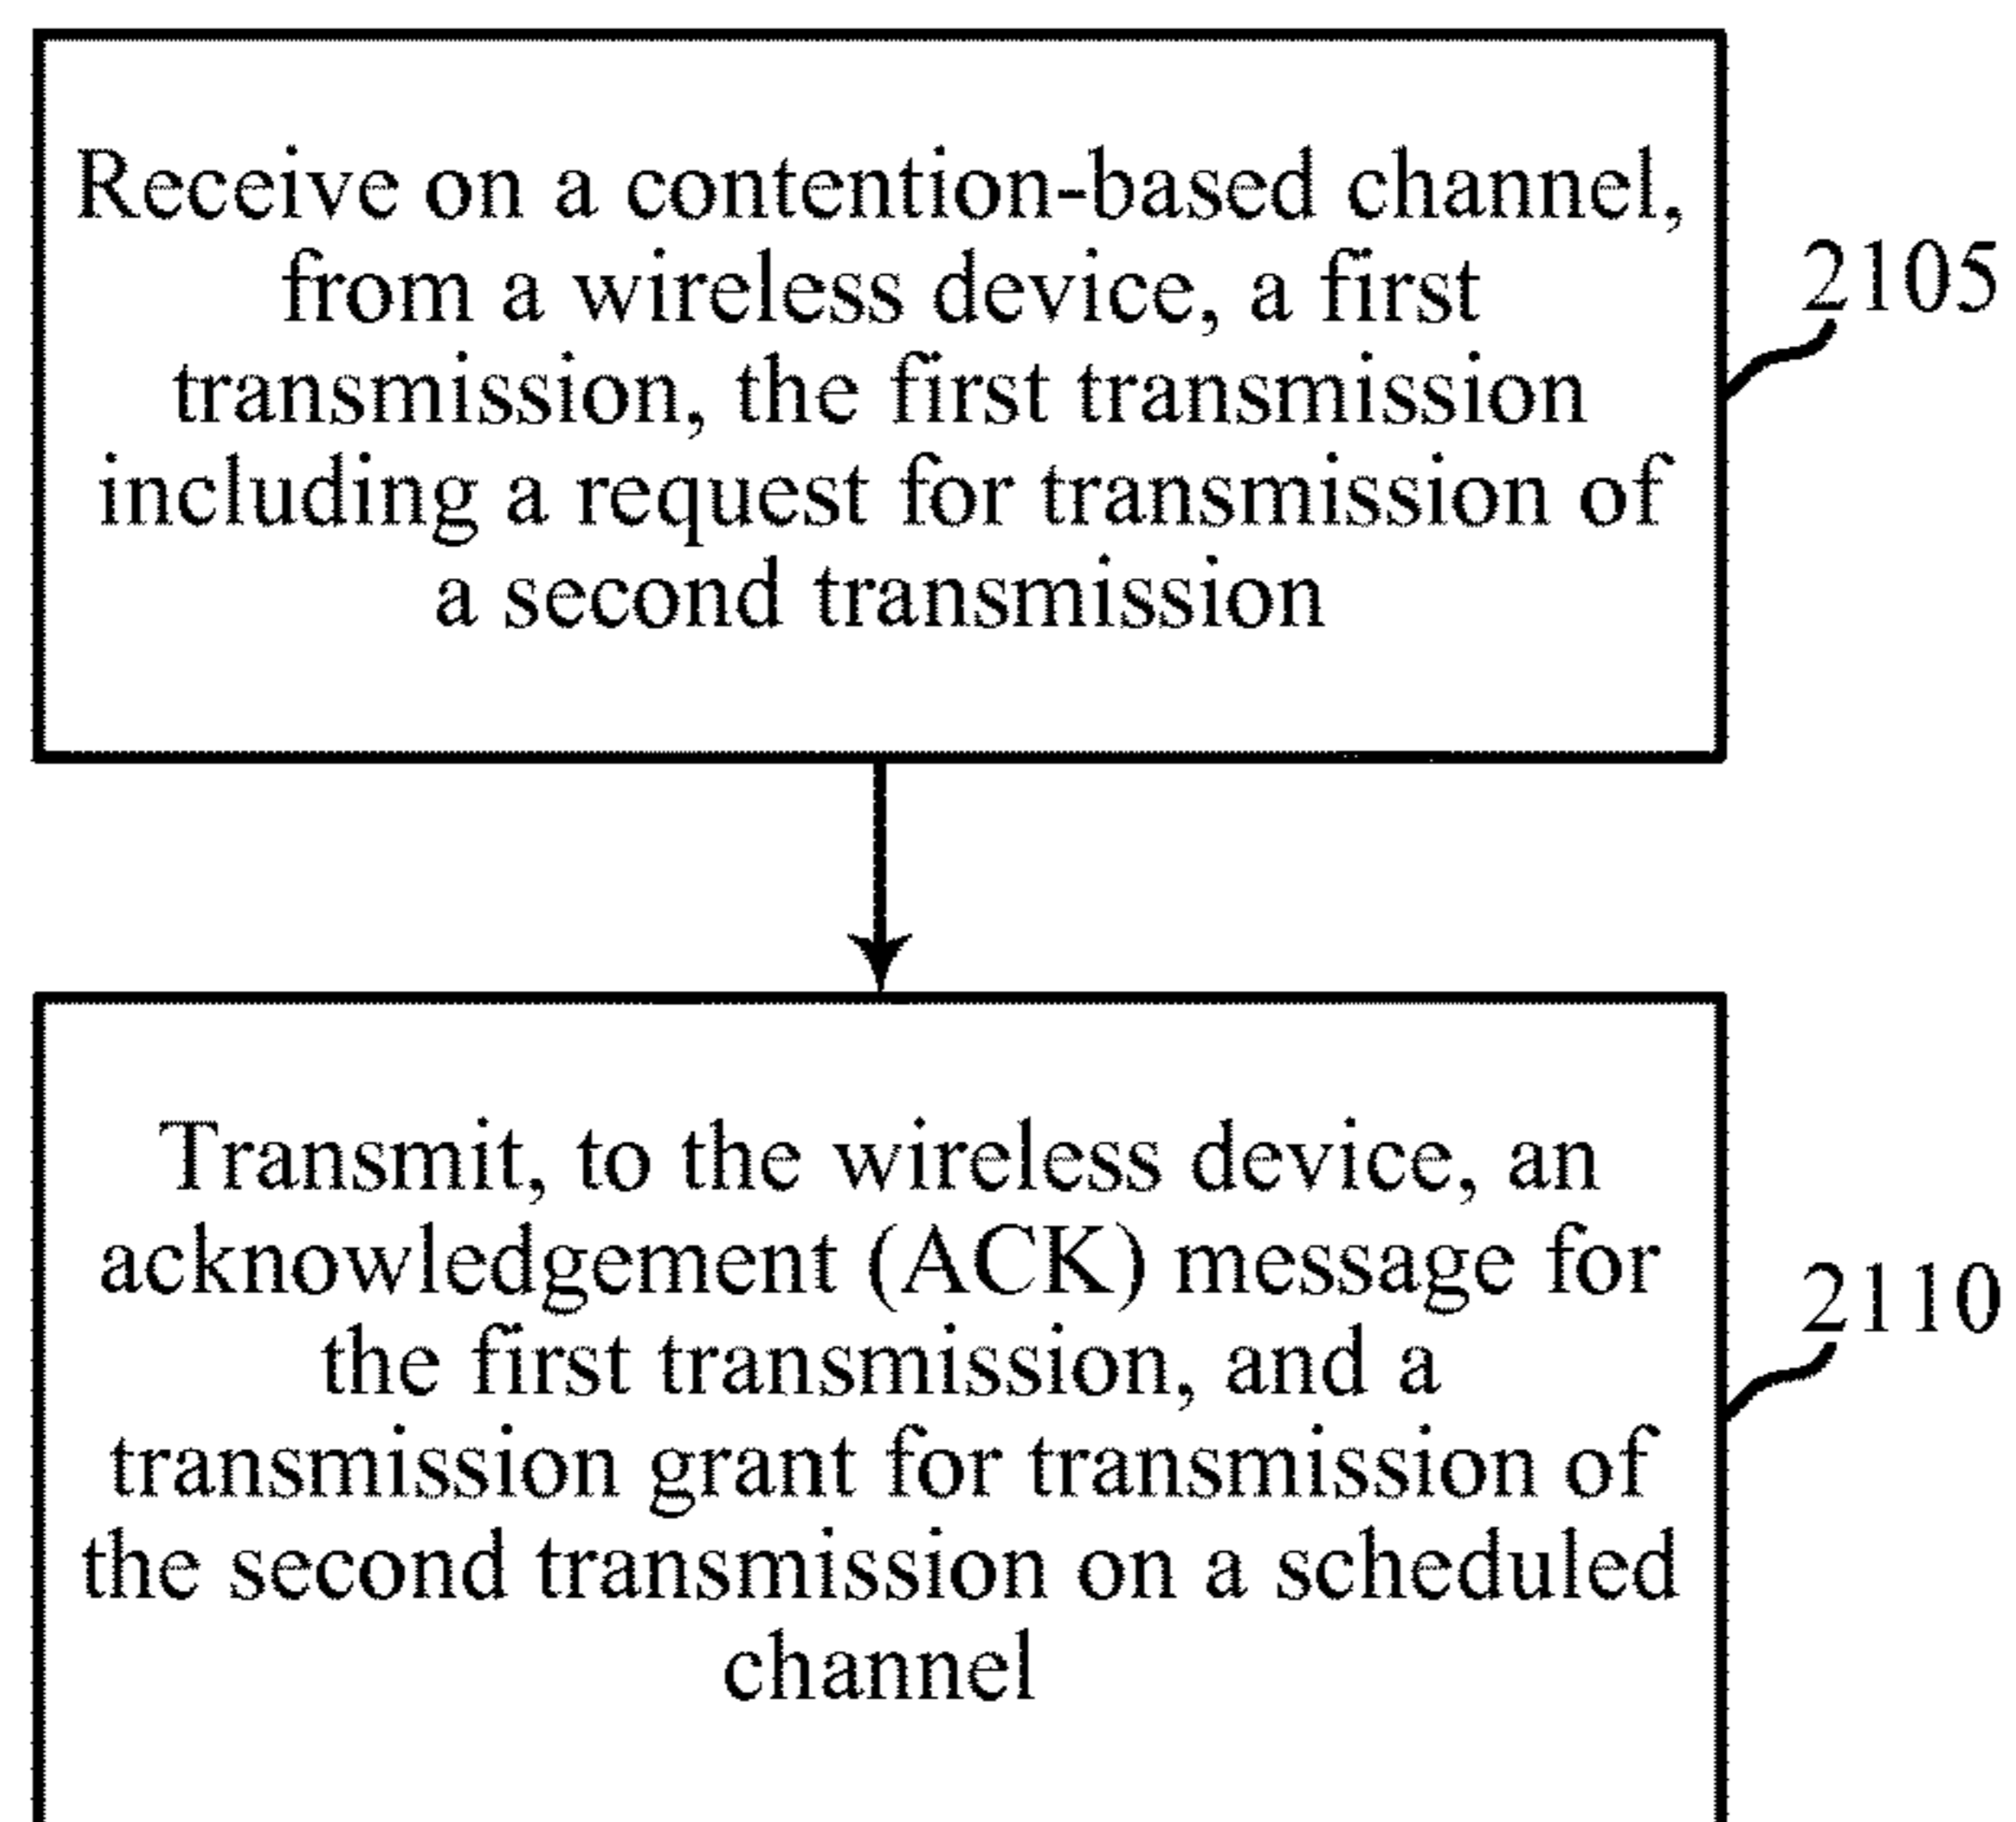 Receive on a contention-based channel,
from a wireless device, a first
transmission, the first transmission
including a request for transmission of
a second transmission
2105
Transmit, to the wireless device, an
acknowledgement (ACK) message for
the first transmission, and a
transmission grant for transmission of
the second transmission on a scheduled
channel
2110